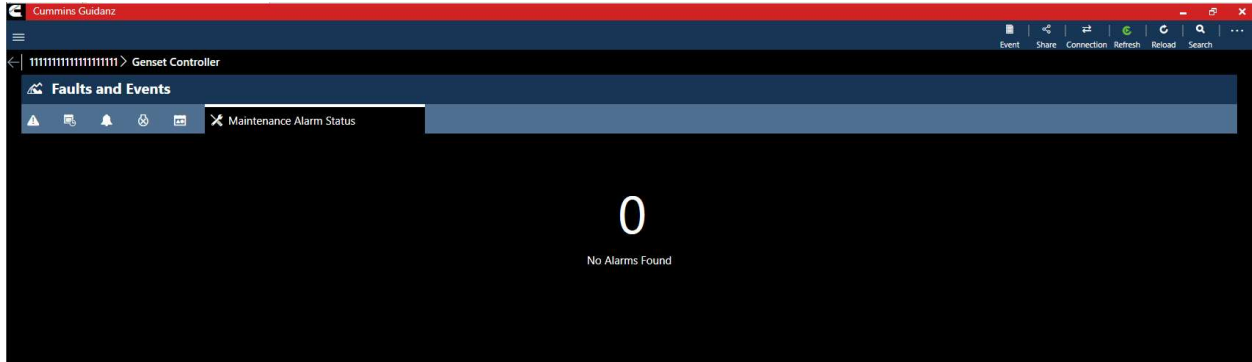 Cummins Guidanz
Event Share Connection Refresh Reload Search
1111111111111111111 > Genset Controller
Faults and Events
Maintenance Alarm Status
0
No Alarms Found